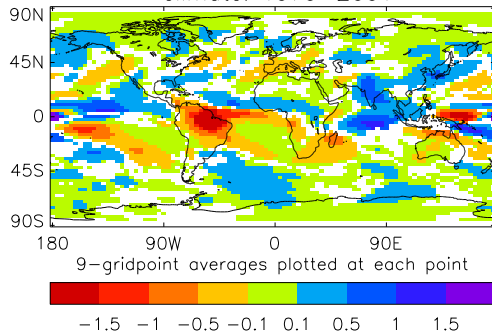 90N
45N
0
45S
90S
180 90W 0 90E
9-gridpoint averages plotted at each point
-1.5 -1 -0.5 -0.1 0.1 0.5 1 1.5